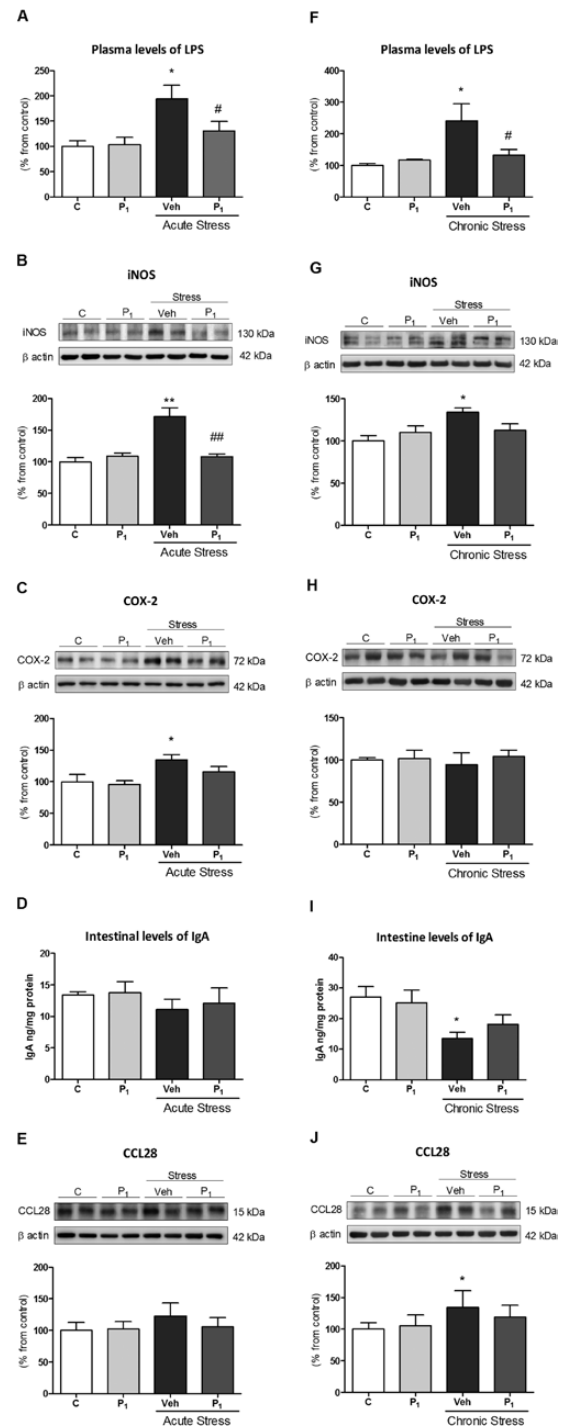 A
Plasma levels of LPS
(% from control)
250
200
150
100
50
0
*
#
C P1 Veh P1
Acute Stress
B
iNOS
Stress
C P1 Veh P1
iNOS 130 kDa
β actin 42 kDa
(% from control)
200
150
100
50
0
**
##
C P1 Veh P1
Acute Stress
C
COX-2
Stress
C P1 Veh P1
COX-2 72 kDa
β actin 42 kDa
(% from control)
200
150
100
50
0
*
C P1 Veh P1
Acute Stress
D
Intestinal levels of IgA
IgA ng/mg protein
20
15
10
5
0
C P1 Veh P1
Acute Stress
E
CCL28
Stress
C P1 Veh P1
CCL28 15 kDa
β actin 42 kDa
(% from control)
200
150
100
50
0
C P1 Veh P1
Acute Stress
F
Plasma levels of LPS
(% from control)
400
300
200
100
0
*
#
C P1 Veh P1
Chronic Stress
G
iNOS
Stress
C P1 Veh P1
iNOS 130 kDa
β actin 42 kDa
(% from control)
150
100
50
0
*
C P1 Veh P1
Chronic Stress
H
COX-2
Stress
C P1 Veh P1
COX-2 72 kDa
β actin 42 kDa
(% from control)
150
100
50
0
C P1 Veh P1
Chronic Stress
I
Intestine levels of IgA
IgA ng/mg protein
40
30
20
10
0
*
C P1 Veh P1
Chronic Stress
J
CCL28
Stress
C P1 Veh P1
CCL28 15 kDa
β actin 42 kDa
(% from control)
200
150
100
50
0
*
C P1 Veh P1
Chronic Stress